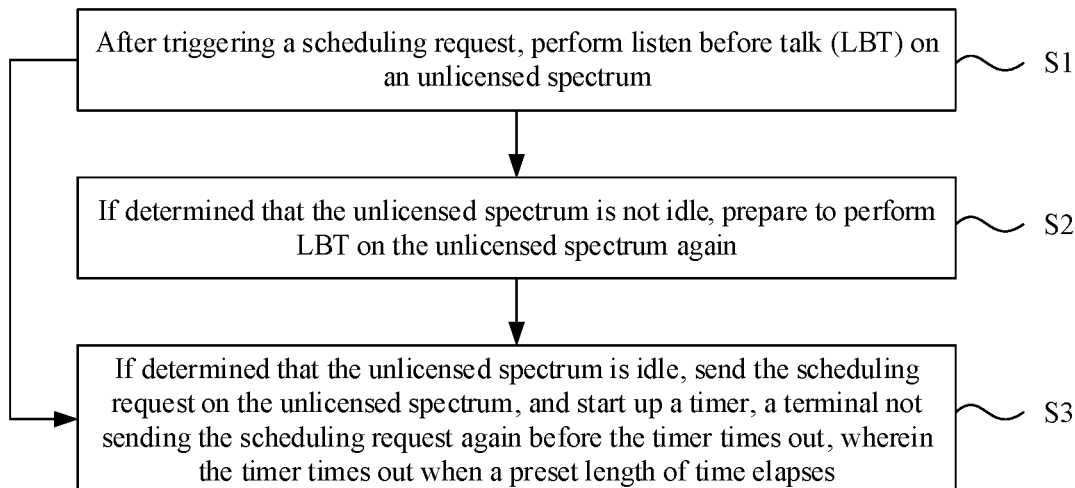 After triggering a scheduling request, perform listen before talk (LBT) on
an unlicensed spectrum
S1
If determined that the unlicensed spectrum is not idle, prepare to perform
LBT on the unlicensed spectrum again
S2
If determined that the unlicensed spectrum is idle, send the scheduling
request on the unlicensed spectrum, and start up a timer, a terminal not
sending the scheduling request again before the timer times out, wherein
the timer times out when a preset length of time elapses
S3